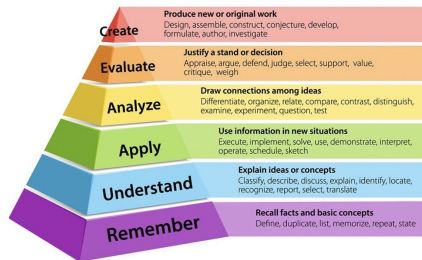 Create
Produce new or original work
Design, assemble, construct, conjecture, develop,
formulate, author, investigate
Evaluate
Justify a stand or decision
Appraise, argue, defend, judge, select, support, value,
critique, weigh
Analyze
Draw connections among ideas
Differentiate, organize, relate, compare, contrast, distinguish,
examine, experiment, question, test
Apply
Use information in new situations
Execute, implement, solve, use, demonstrate, interpret,
operate, schedule, sketch
Understand
Explain ideas or concepts
Classify, describe, discuss, explain, identify, locate,
recognize, report, select, translate
Remember
Recall facts and basic concepts
Define, duplicate, list, memorize, repeat, state